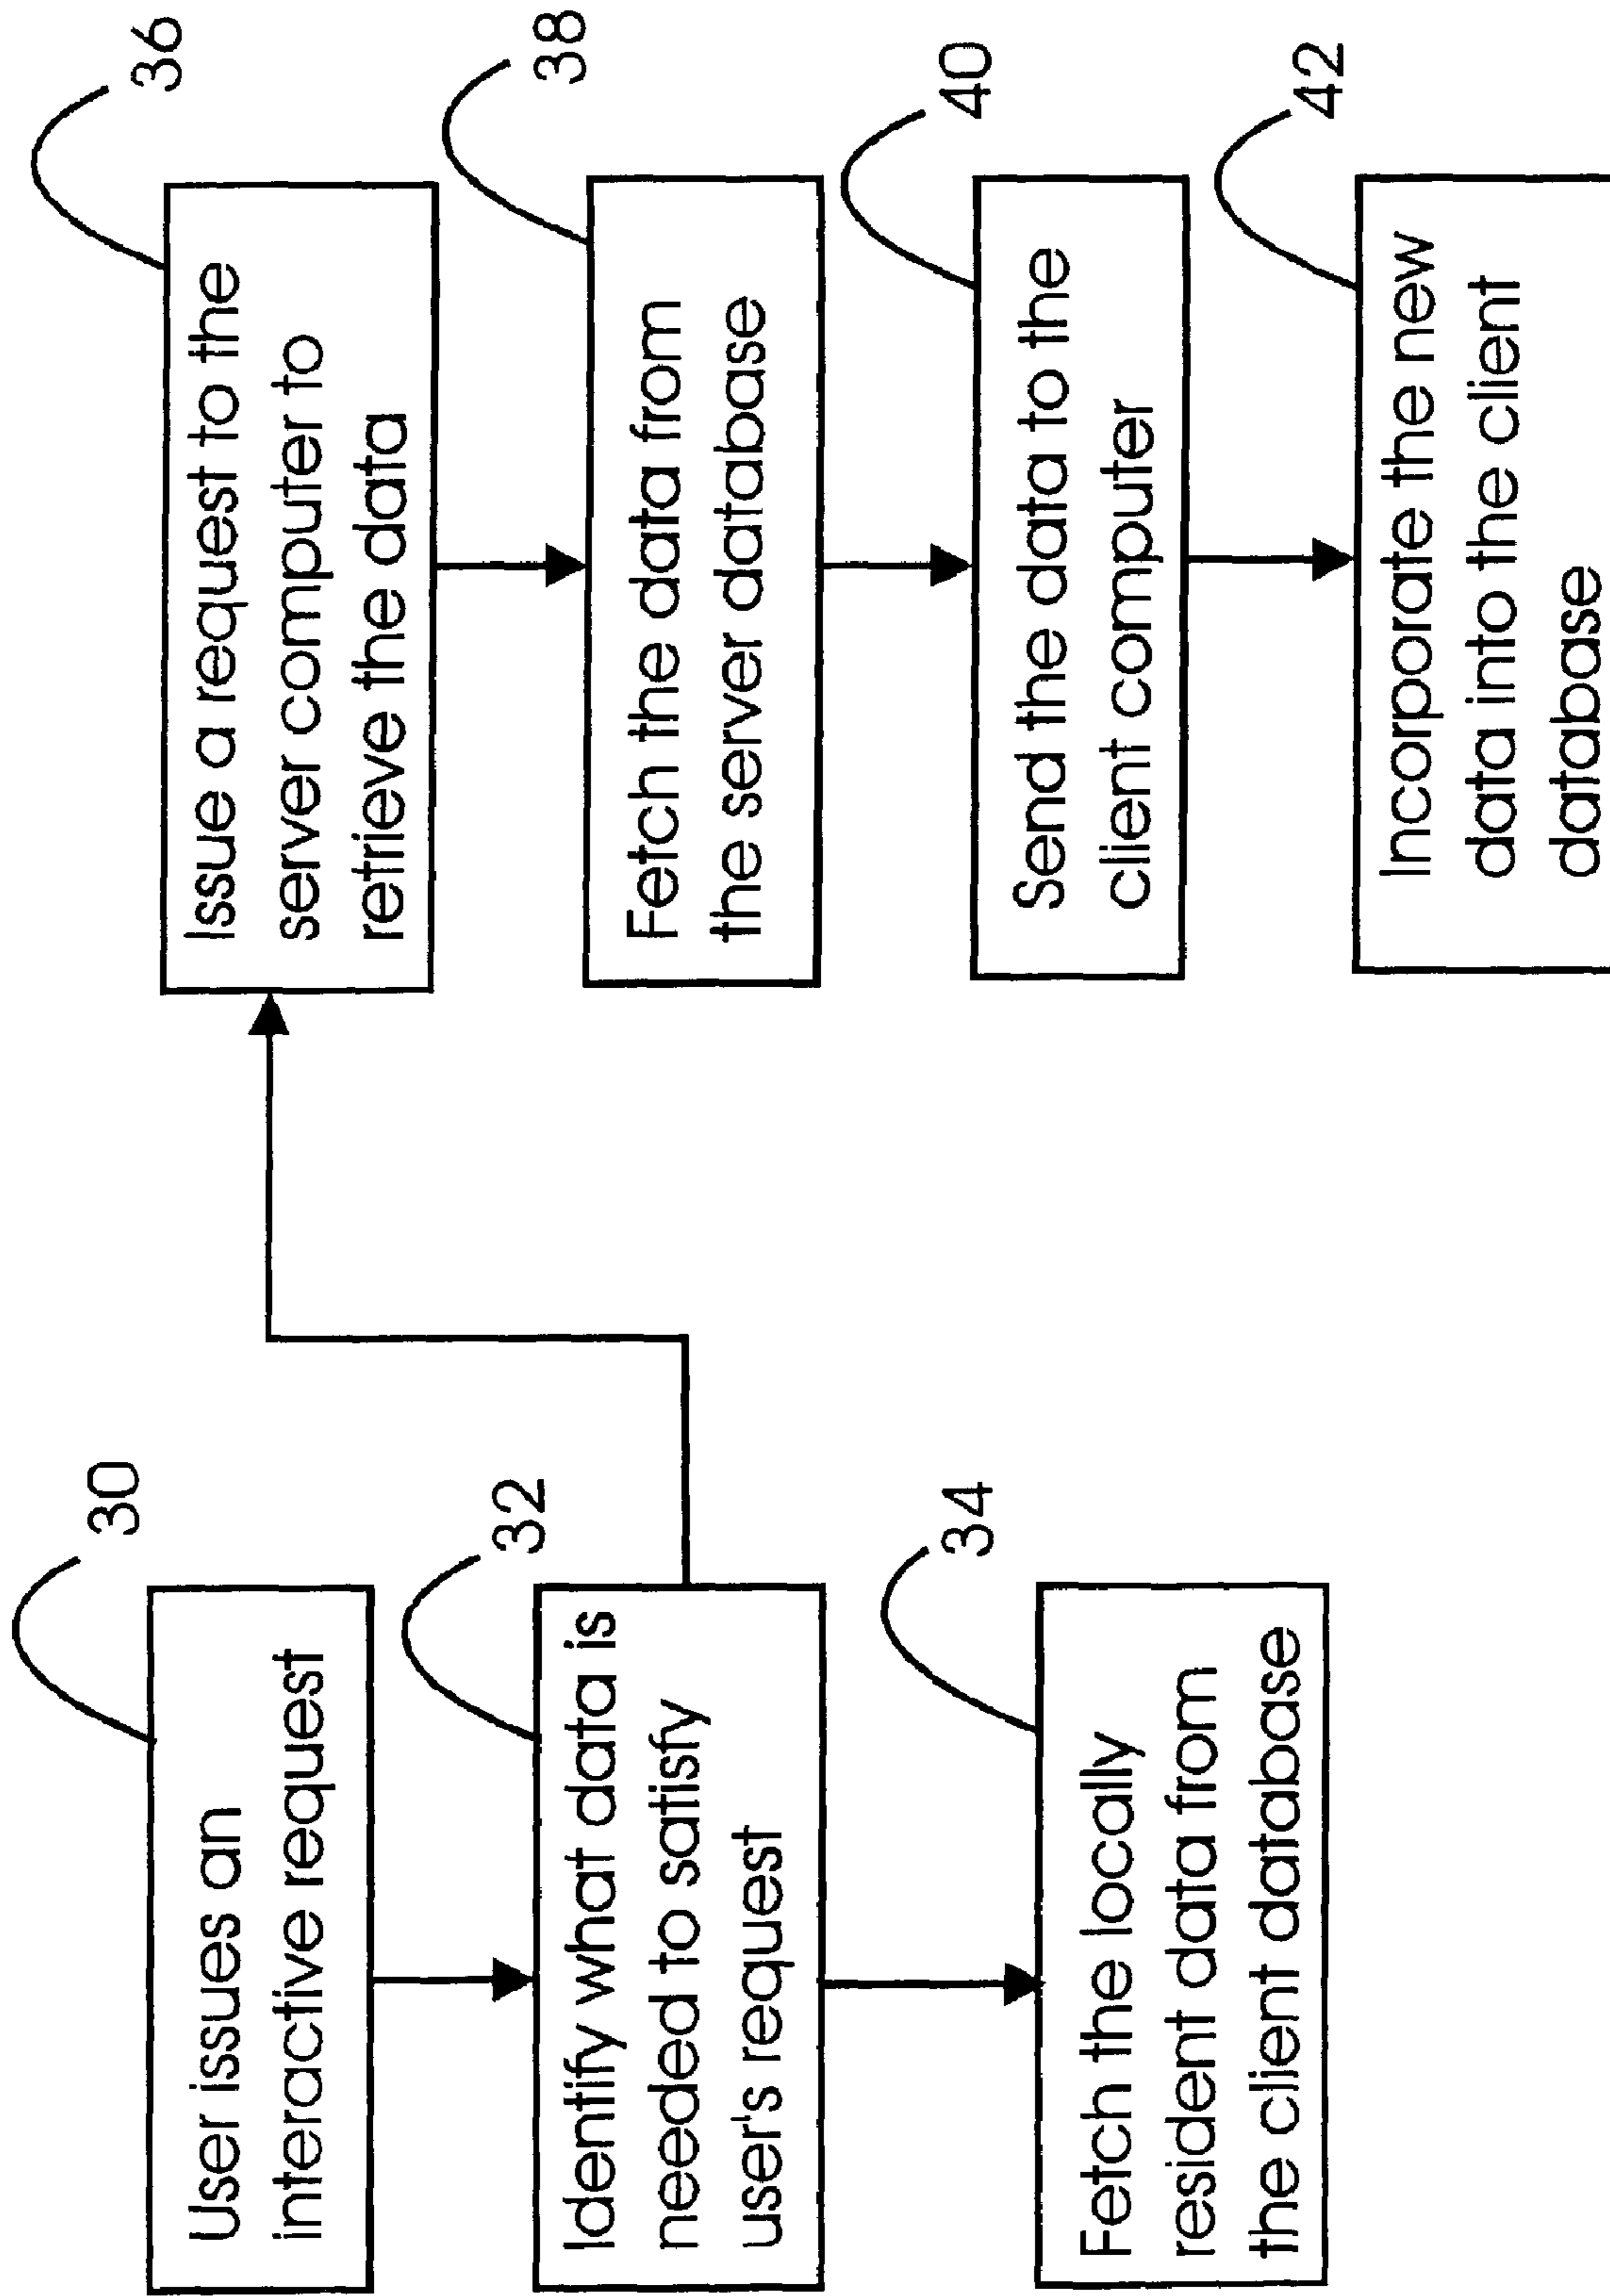 30
User issues an
interactive request
32
Identify what data is
needed to satisfy
user's request
34
Fetch the locally
resident data from
the client database
36
Issue a request to the
server computer to
retrieve the data
38
Fetch the data from
the server database
40
Send the data to the
client computer
42
Incorporate the new
data into the client
database